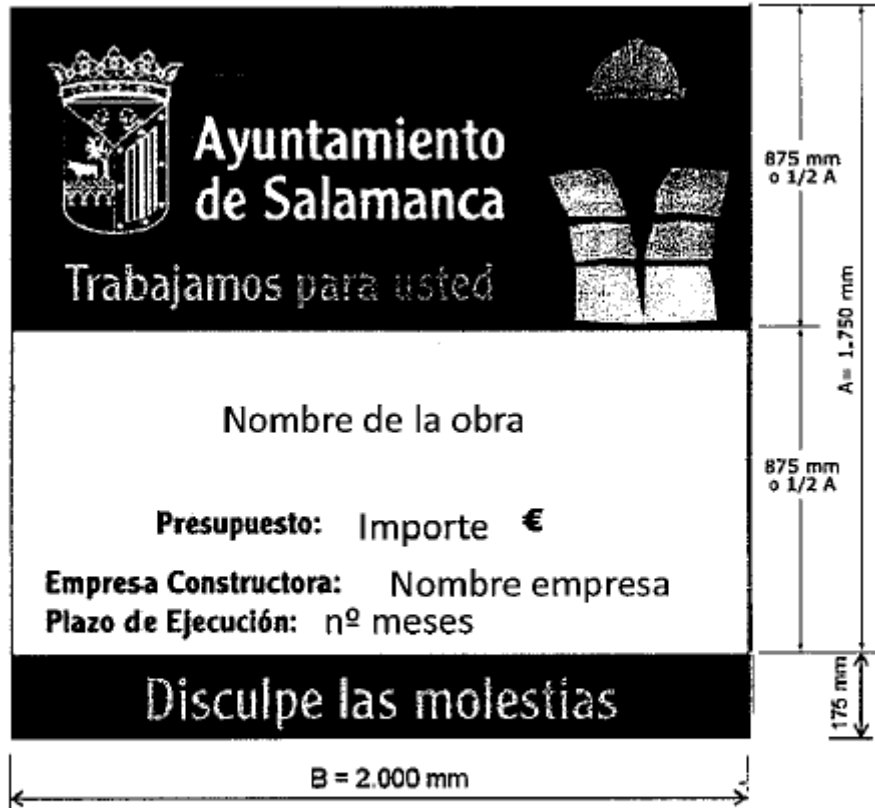 Ayuntamiento
de Salamanca
Trabajamos para usted
Nombre de la obra
Presupuesto: Importe €
Empresa Constructora: Nombre empresa
Plazo de Ejecución: nº meses
Disculpe las molestias
875 mm
o 1/2 A
875 mm
o 1/2 A
A= 1.750 mm
175 mm
B = 2.000 mm